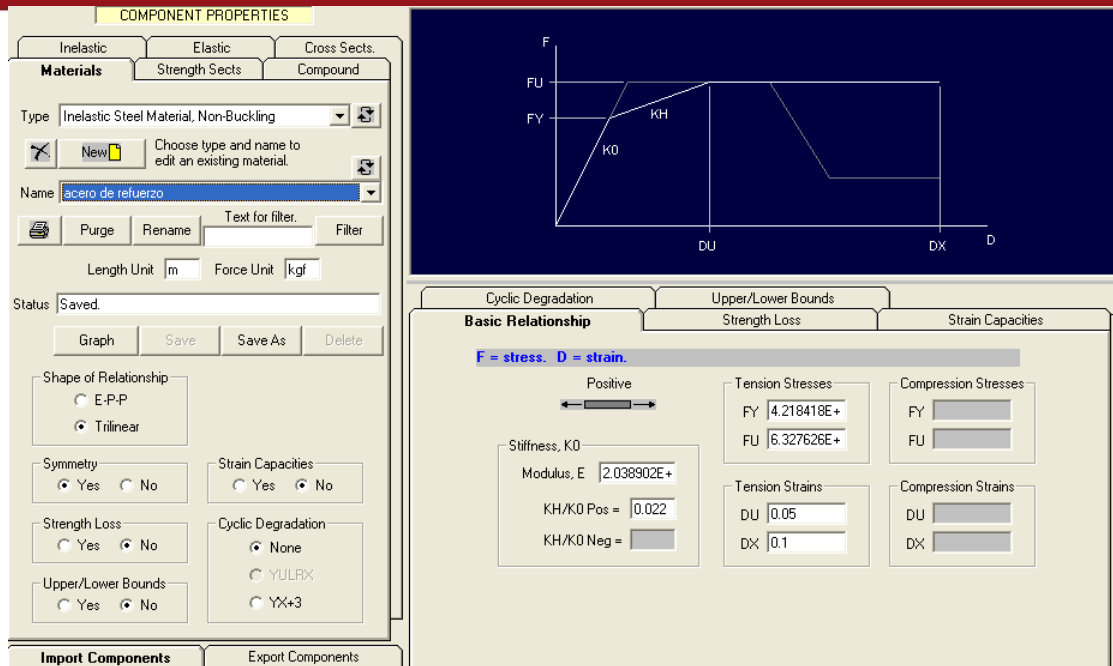 COMPONENT PROPERTIES
Inelastic Elastic Cross Sects.
Materials Strength Sects Compound
Type Inelastic Steel Material, Non-Buckling
New Choose type and name to
edit an existing material.
Name acero de refuerzo
Text for filter.
Purge Rename Filter
Length Unit m Force Unit kgf
Status Saved.
Graph Save Save As Delete
Shape of Relationship
E-P-P
Trilinear
Symmetry
Yes No
Strain Capacities
Yes No
Strength Loss
Yes No
Cyclic Degradation
None
YULRX
YX+3
Upper/Lower Bounds
Yes No
Import Components Export Components
F
FU
FY
KH
K0
DU DX D
Cyclic Degradation Upper/Lower Bounds
Basic Relationship Strength Loss Strain Capacities
F = stress. D = strain.
Positive
Stiffness, K0
Modulus, E 2.038902E+
KH/K0 Pos = 0.022
KH/K0 Neg =
Tension Stresses
FY 4.218418E+
FU 6.327626E+
Compression Stresses
FY
FU
Tension Strains
DU 0.05
DX 0.1
Compression Strains
DU
DX